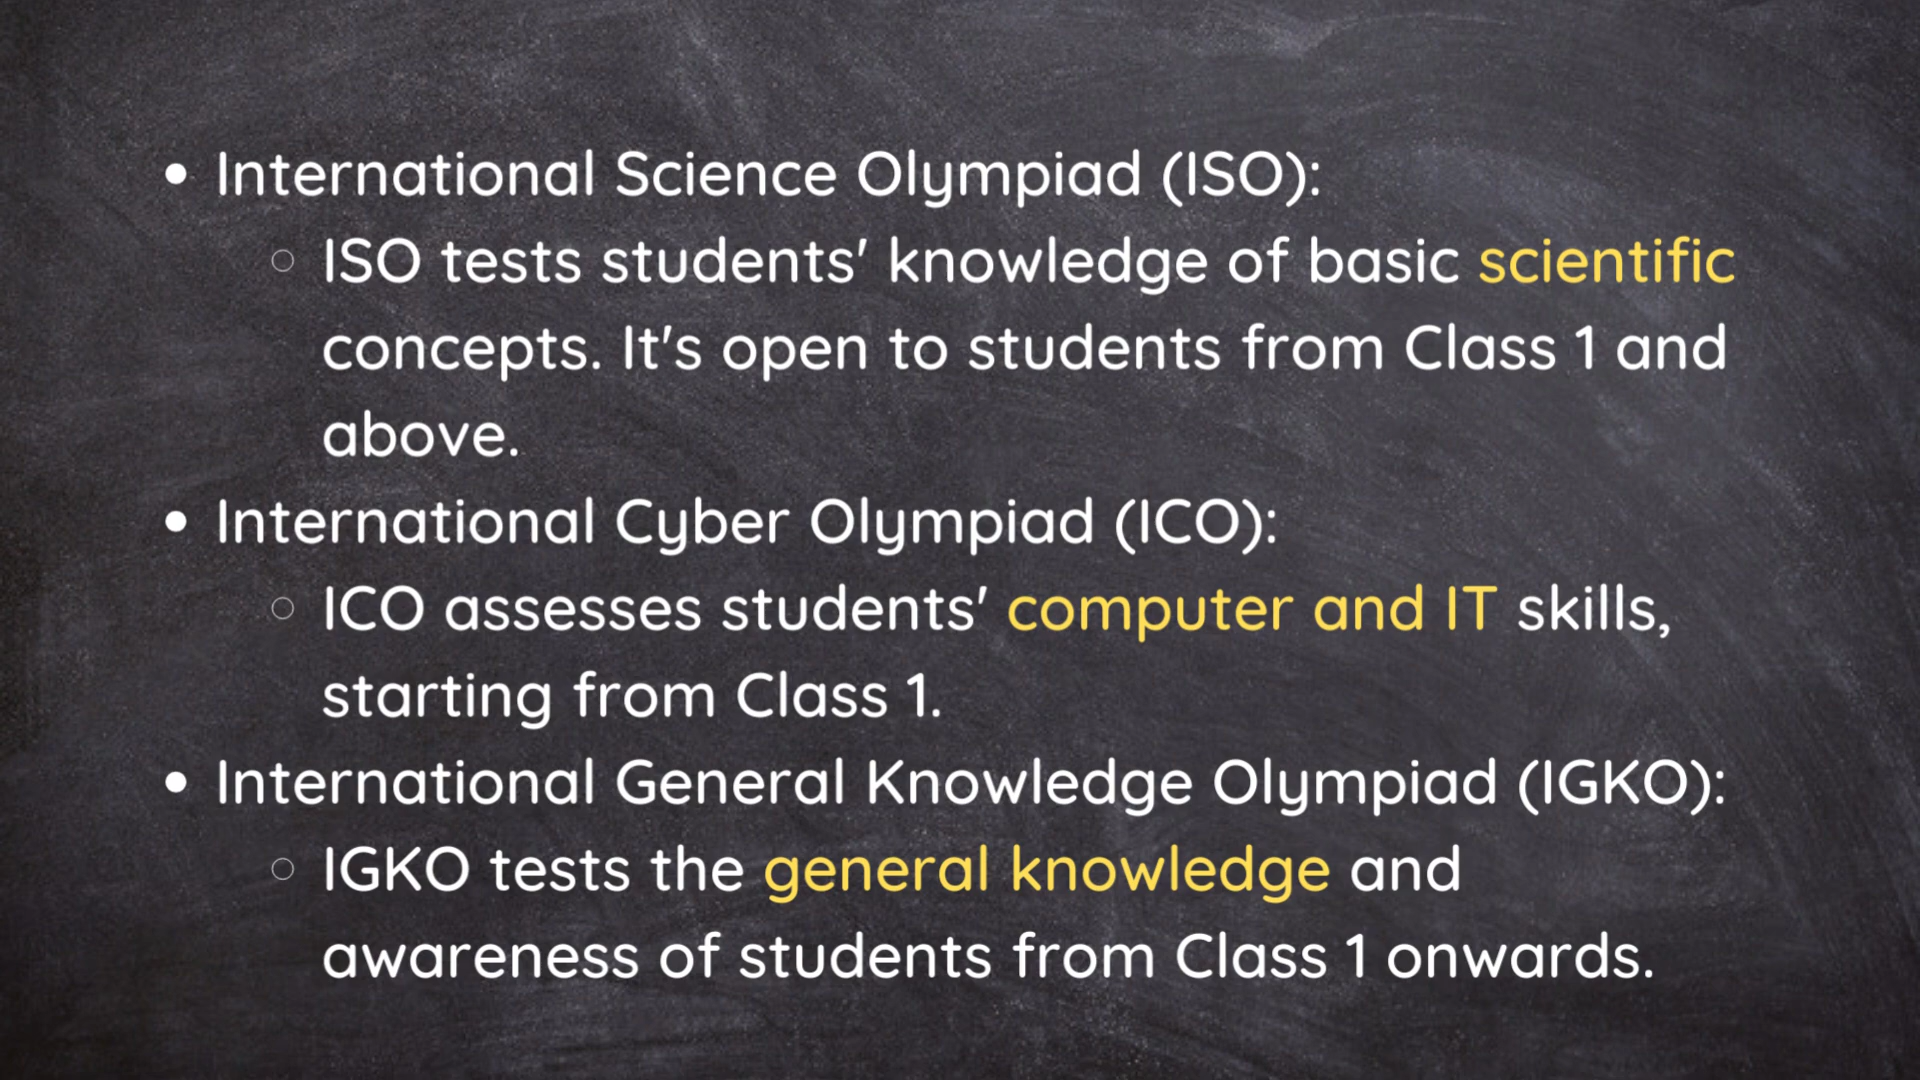 • International Science Olympiad (ISO):
○ ISO tests students' knowledge of basic scientific
concepts. It's open to students from Class 1 and
above.
• International Cyber Olympiad (ICO):
○ ICO assesses students' computer and IT skills,
starting from Class 1.
• International General Knowledge Olympiad (IGKO):
○ IGKO tests the general knowledge and
awareness of students from Class 1 onwards.